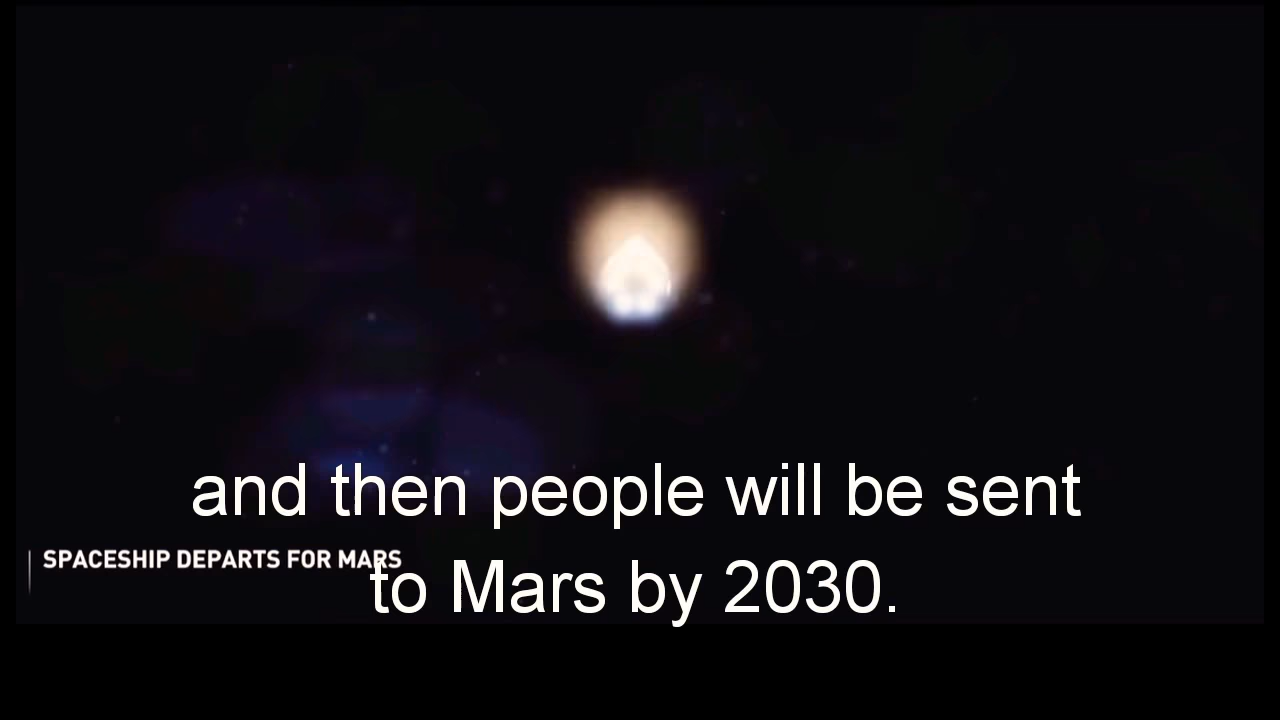 and then people will be sent
SPACESHIP DEPARTS FOR MARS
to Mars by 2030.